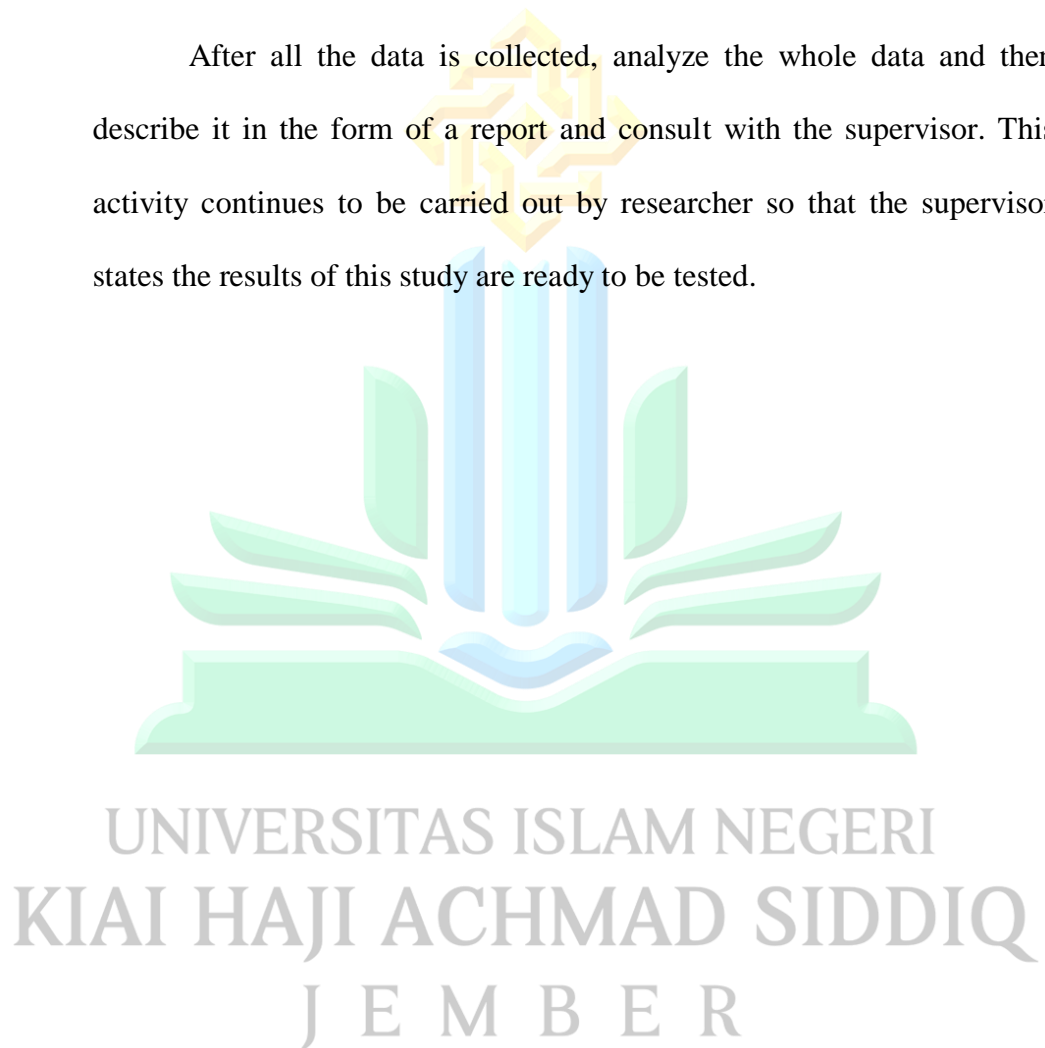 After all the data is collected, analyze the whole data and then
describe it in the form of a report and consult with the supervisor. This
activity continues to be carried out by researcher so that the supervisor
states the results of this study are ready to be tested.
UNIVERSITAS ISLAM NEGERI
KIAI HAJI ACHMAD SIDDIQ
JEMBER